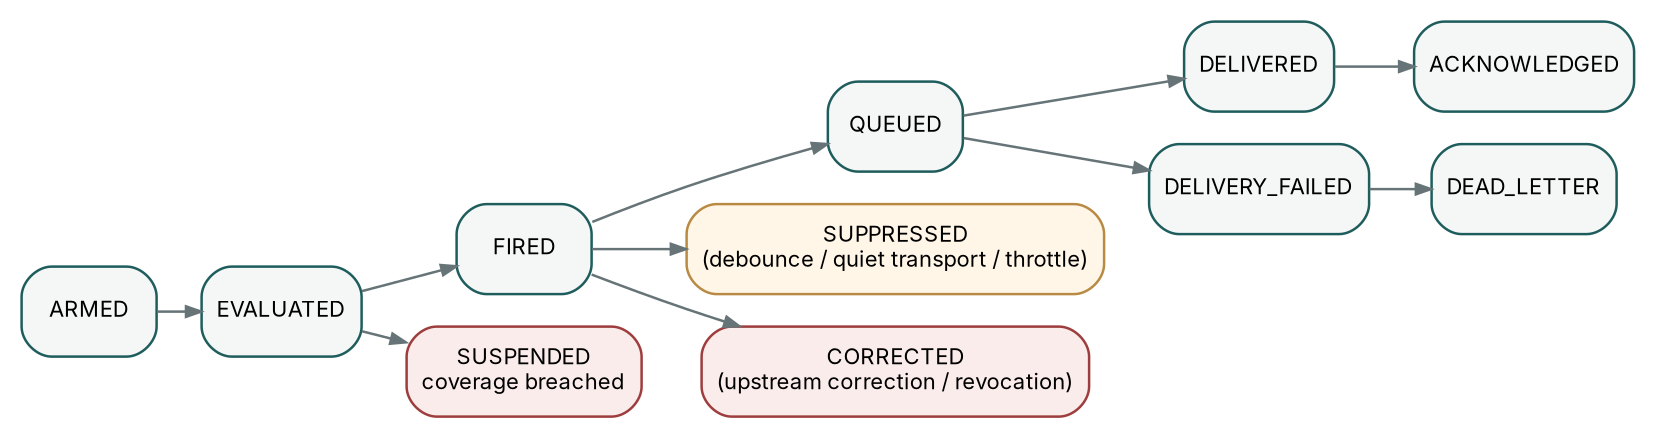 ARMED
EVALUATED
FIRED
SUSPENDED
coverage breached
QUEUED
SUPPRESSED
(debounce / quiet transport / throttle)
CORRECTED
(upstream correction / revocation)
DELIVERED
DELIVERY_FAILED
ACKNOWLEDGED
DEAD_LETTER